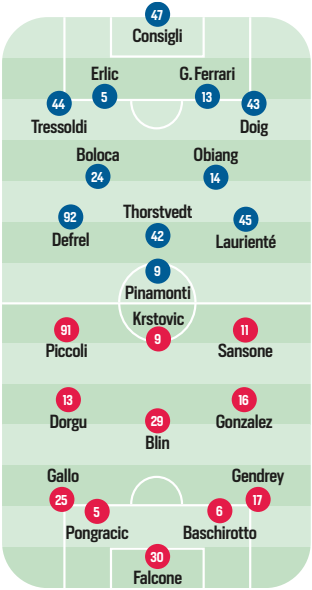 47
Consigli
Erlic
G. Ferrari
44
5
13
43
Tressoldi
Doig
Boloca
Obiang
24
14
92
Thorstvedt
45
Defrel
42
Laurienté
9
Pinamonti
Krstovic
91
9
11
Piccoli
Sansone
13
16
Dorgu
29
Gonzalez
Blin
Gallo
Gendrey
25
5
6
17
Pongracic
Baschirotto
30
Falcone